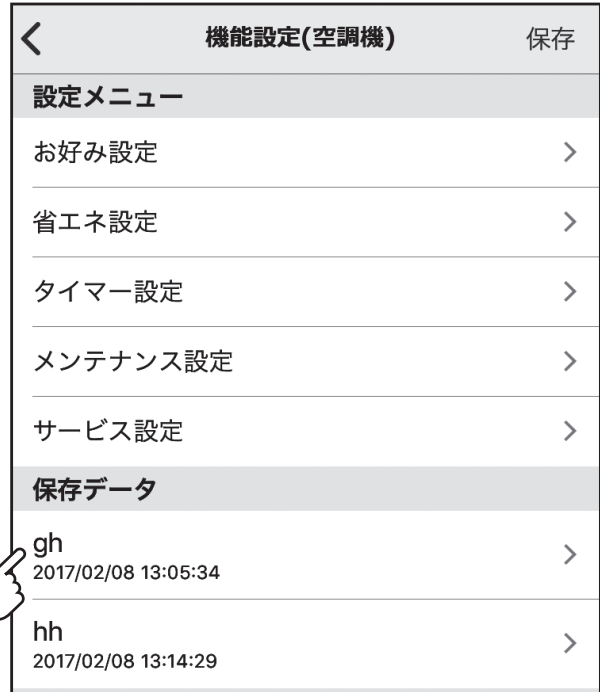 機能設定(空調機)
保存
設定メニュー
お好み設定
省エネ設定
タイマー設定
メンテナンス設定
サービス設定
保存データ
gh
2017/02/08 13:05:34
hh
2017/02/08 13:14:29